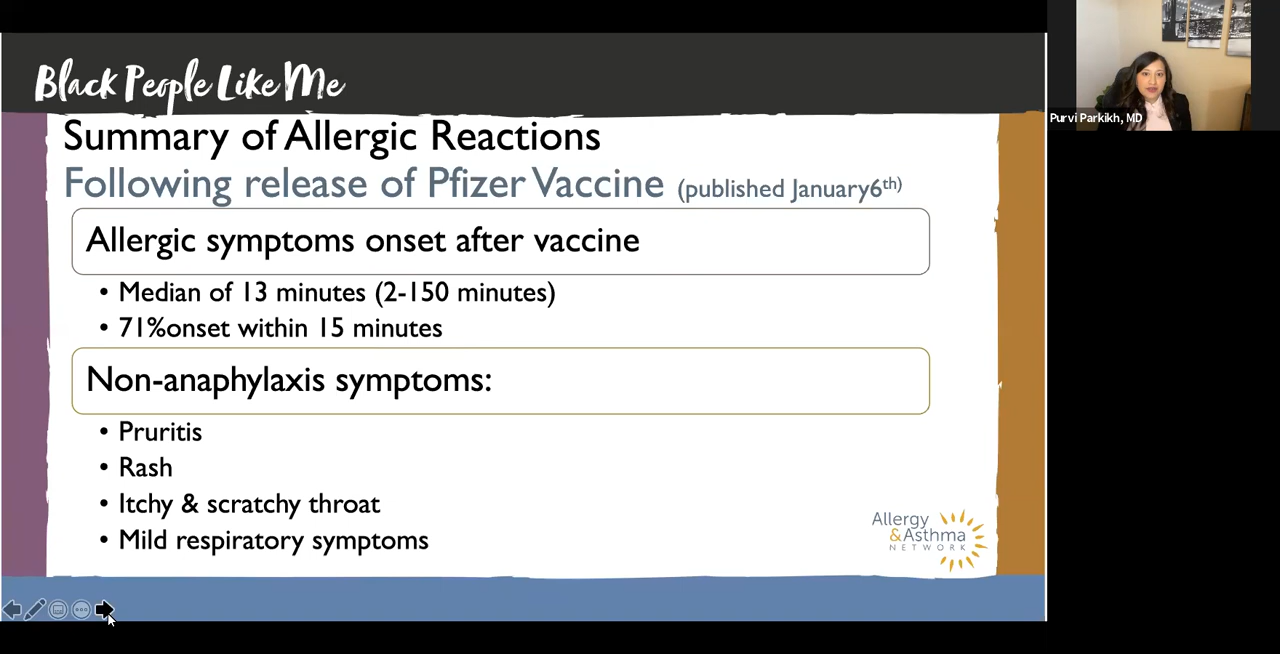 Black People Like Me
Summary of Allergic Reactions
Following release of Pfizer Vaccine (published January6th)
Allergic symptoms onset after vaccine
• Median of 13 minutes (2-150 minutes)
• 71%onset within 15 minutes
Non-anaphylaxis symptoms:
• Pruritis
• Rash
• Itchy & scratchy throat
• Mild respiratory symptoms
Allergy
&Asthma
NETWORK
Purvi Parkikh, MD